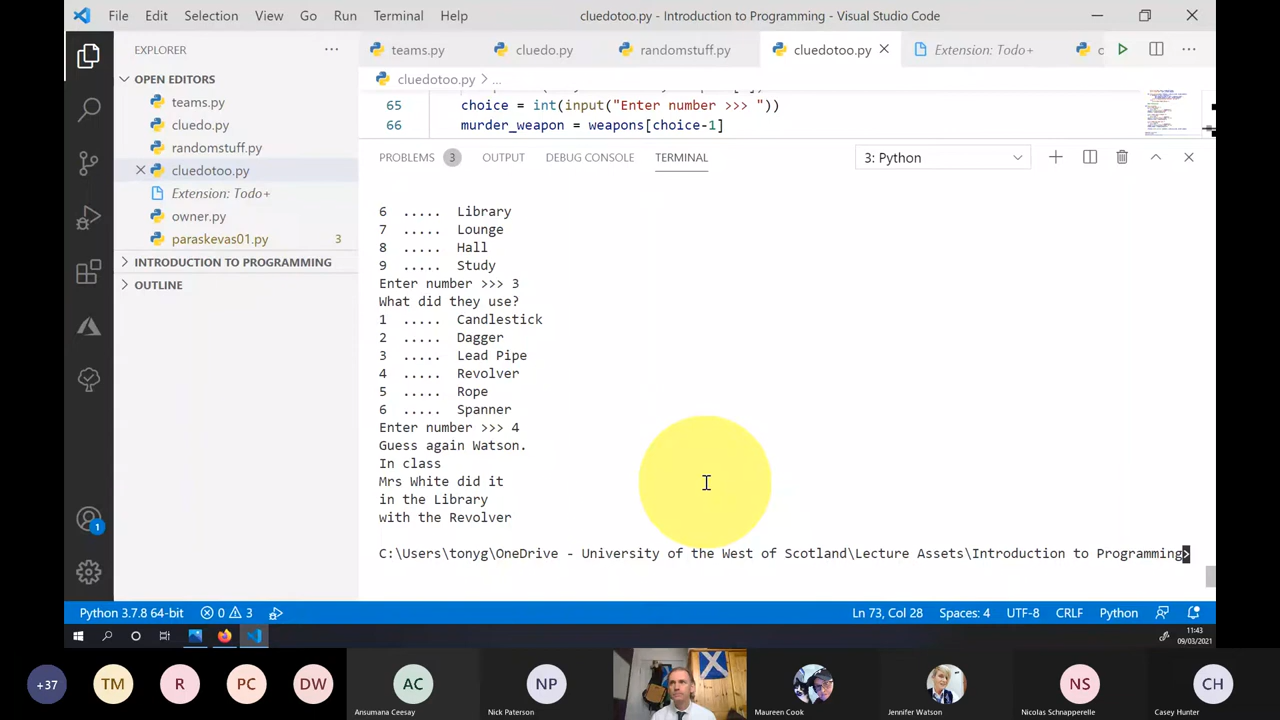 File Edit Selection View Go Run Terminal Help cluedotoo.py - Introduction to Programming - Visual Studio Code
EXPLORER
OPEN EDITORS
teams.py
cluedo.py
randomstuff.py
cluedotoo.py
Extension: Todo+
owner.py
paraskevas01.py 3
INTRODUCTION TO PROGRAMMING
OUTLINE
1
teams.py cluedo.py randomstuff.py cluedotoo.py Extension: Todo+ c
cluedotoo.py > ...
65 choice = int(input("Enter number >>> "))
66 murder_weapon = weapons[choice-1]
PROBLEMS 3 OUTPUT DEBUG CONSOLE TERMINAL 3: Python
6 ..... Library
7 ..... Lounge
8 ..... Hall
9 ..... Study
Enter number >>> 3
What did they use?
1 ..... Candlestick
2 ..... Dagger
3 ..... Lead Pipe
4 ..... Revolver
5 ..... Rope
6 ..... Spanner
Enter number >>> 4
Guess again Watson.
In class
Mrs White did it
in the Library
with the Revolver
C:\Users\tonyg\OneDrive - University of the West of Scotland\Lecture Assets\Introduction to Programming>
Python 3.7.8 64-bit 0 3 Ln 73, Col 28 Spaces: 4 UTF-8 CRLF Python
11:43
09/03/2021
+37 TM R PC DW AC NP NS CH
Ansumana Ceesay Nick Paterson Maureen Cook Jennifer Watson Nicolas Schnapperelle Casey Hunter